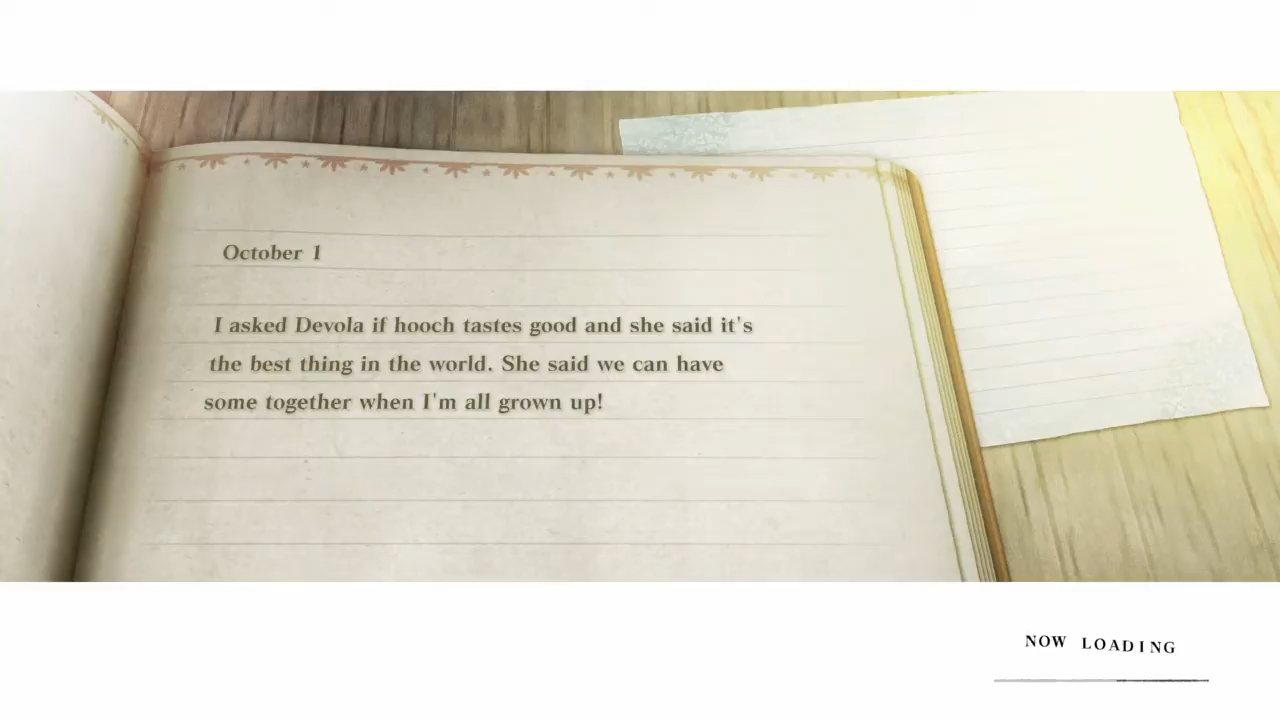 October 1
I asked Devola if hooch tastes good and she said it's
the best thing in the world. She said we can have
some together when I'm all grown up!
NOW LOADING